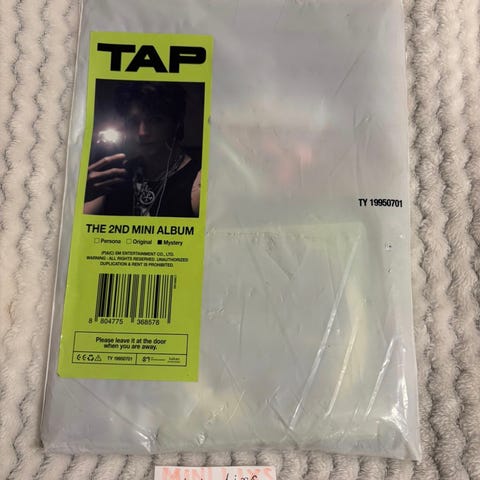 TAP
THE 2ND MINI ALBUM
Persona Original Mystery
(P)&(C) SM ENTERTAINMENT CO., LTD.
WARNING - ALL RIGHTS RESERVED. UNAUTHORIZED
DUPLICATION & RENT IS PROHIBITED.
8 804775 368578
Please leave it at the door
when you are away.
TY 19950701
TY 19950701